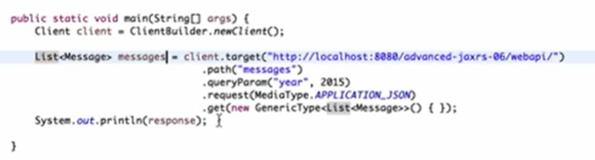 public static void main(String[] args) {
Client client = ClientBuilder.newClient();
List<Message> messages = client.target("http://localhost:8080/advanced-jaxrs-06/webapi/")
.path("messages")
.queryParam("year", 2015)
.request(MediaType.APPLICATION_JSON)
.get(new GenericType<List<Message>>() { });
System.out.println(response);
}